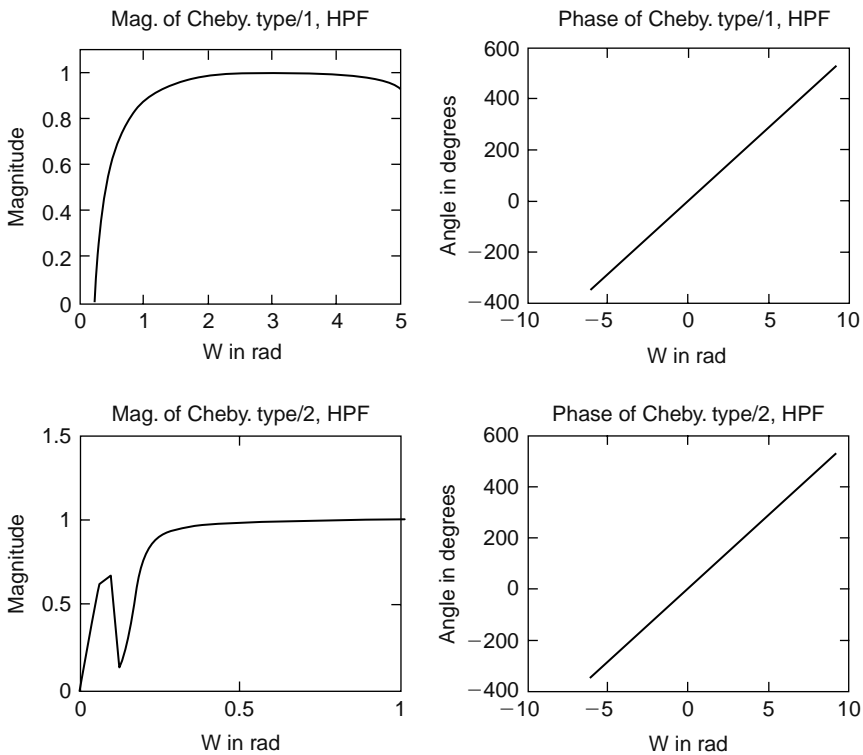 Mag. of Cheby. type/1, HPF
Magnitude
1
0.8
0.6
0.4
0.2
0
0 1 2 3 4 5
W in rad
Phase of Cheby. type/1, HPF
Angle in degrees
600
400
200
0
−200
−400
−10 −5 0 5 10
W in rad
Mag. of Cheby. type/2, HPF
Magnitude
1.5
1
0.5
0
0 0.5 1
W in rad
Phase of Cheby. type/2, HPF
Angle in degrees
600
400
200
0
−200
−400
−10 −5 0 5 10
W in rad